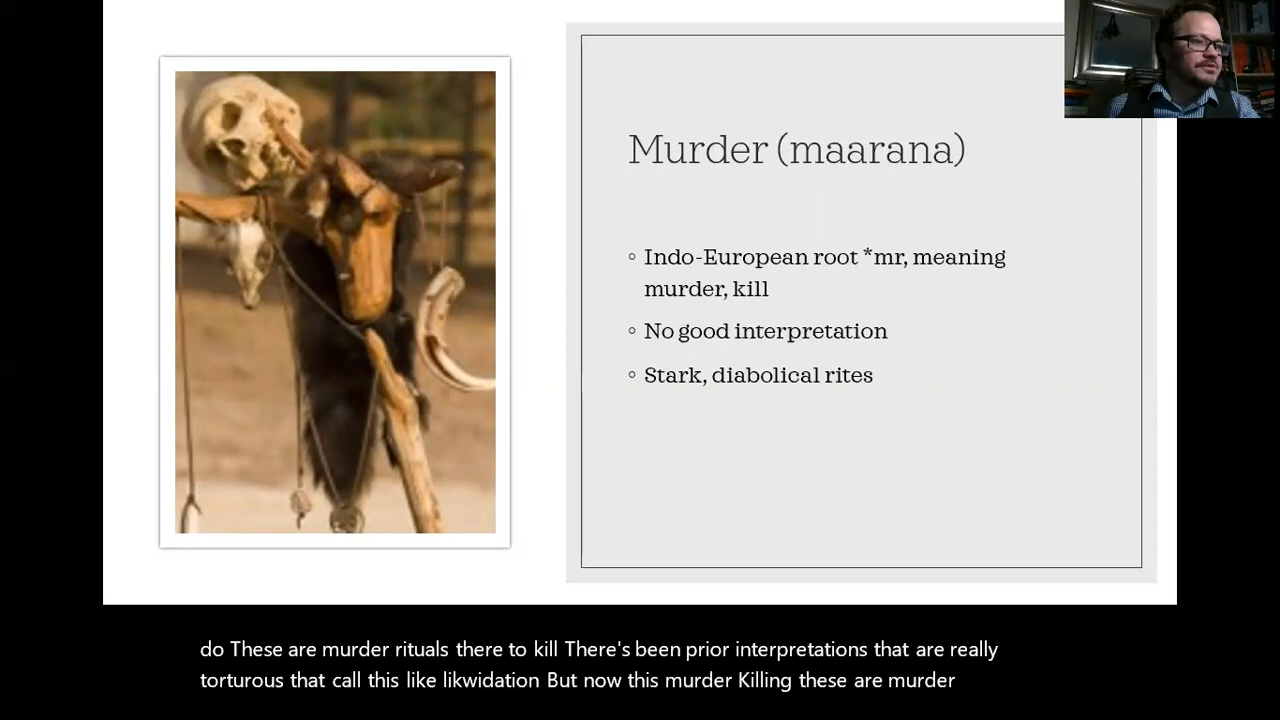 Murder (maarana)
◦ Indo-European root *mr, meaning
murder, kill
◦ No good interpretation
◦ Stark, diabolical rites
do These are murder rituals there to kill There's been prior interpretations that are really
torturous that call this like likwidation But now this murder Killing these are murder